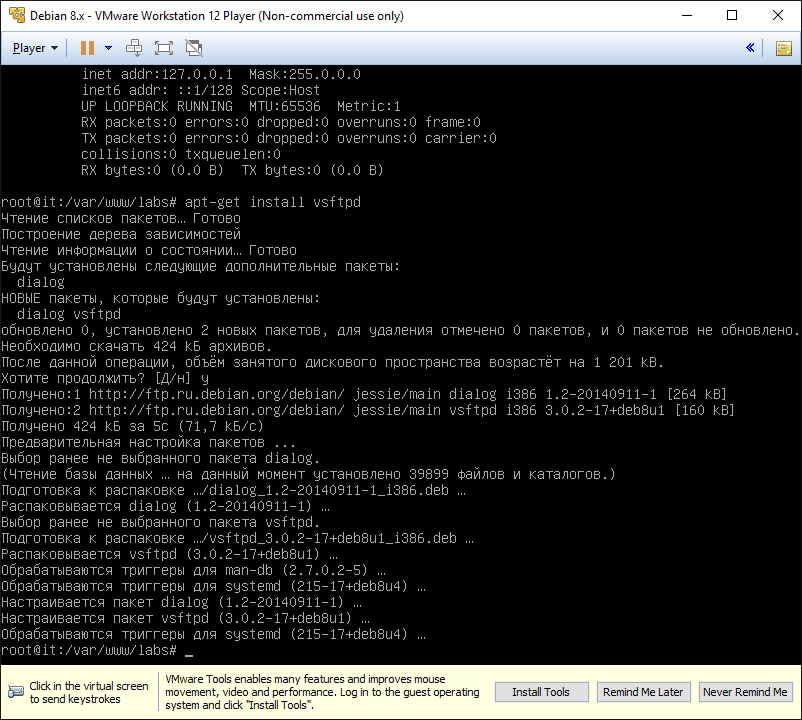 Debian 8.x - VMware Workstation 12 Player (Non-commercial use only)
Player
inet addr:127.0.0.1  Mask:255.0.0.0
inet6 addr: ::1/128 Scope:Host
UP LOOPBACK RUNNING  MTU:65536  Metric:1
RX packets:0 errors:0 dropped:0 overruns:0 frame:0
TX packets:0 errors:0 dropped:0 overruns:0 carrier:0
collisions:0 txqueuelen:0
RX bytes:0 (0.0 B)  TX bytes:0 (0.0 B)
root@it:/var/www/labs# apt-get install vsftpd
Чтение списков пакетов… Готово
Построение дерева зависимостей
Чтение информации о состоянии… Готово
Будут установлены следующие дополнительные пакеты:
dialog
НОВЫЕ пакеты, которые будут установлены:
dialog vsftpd
обновлено 0, установлено 2 новых пакетов, для удаления отмечено 0 пакетов, и 0 пакетов не обновлено.
Необходимо скачать 424 kБ архивов.
После данной операции, объём занятого дискового пространства возрастёт на 1 201 kB.
Хотите продолжить? [Д/н] y
Получено:1 http://ftp.ru.debian.org/debian/ jessie/main dialog i386 1.2-20140911-1 [264 kB]
Получено:2 http://ftp.ru.debian.org/debian/ jessie/main vsftpd i386 3.0.2-17+deb8u1 [160 kB]
Получено 424 kБ за 5с (71,7 kБ/c)
Предварительная настройка пакетов ...
Выбор ранее не выбранного пакета dialog.
(Чтение базы данных … на данный момент установлено 39899 файлов и каталогов.)
Подготовка к распаковке …/dialog_1.2-20140911-1_i386.deb …
Распаковывается dialog (1.2-20140911-1) …
Выбор ранее не выбранного пакета vsftpd.
Подготовка к распаковке …/vsftpd_3.0.2-17+deb8u1_i386.deb …
Распаковывается vsftpd (3.0.2-17+deb8u1) …
Обрабатываются триггеры для man-db (2.7.0.2-5) …
Обрабатываются триггеры для systemd (215-17+deb8u4) …
Настраивается пакет dialog (1.2-20140911-1) …
Настраивается пакет vsftpd (3.0.2-17+deb8u1) …
Обрабатываются триггеры для systemd (215-17+deb8u4) …
root@it:/var/www/labs# _
Click in the virtual screen
to send keystrokes
VMware Tools enables many features and improves mouse
movement, video and performance. Log in to the guest operating
system and click "Install Tools".
Install Tools
Remind Me Later
Never Remind Me